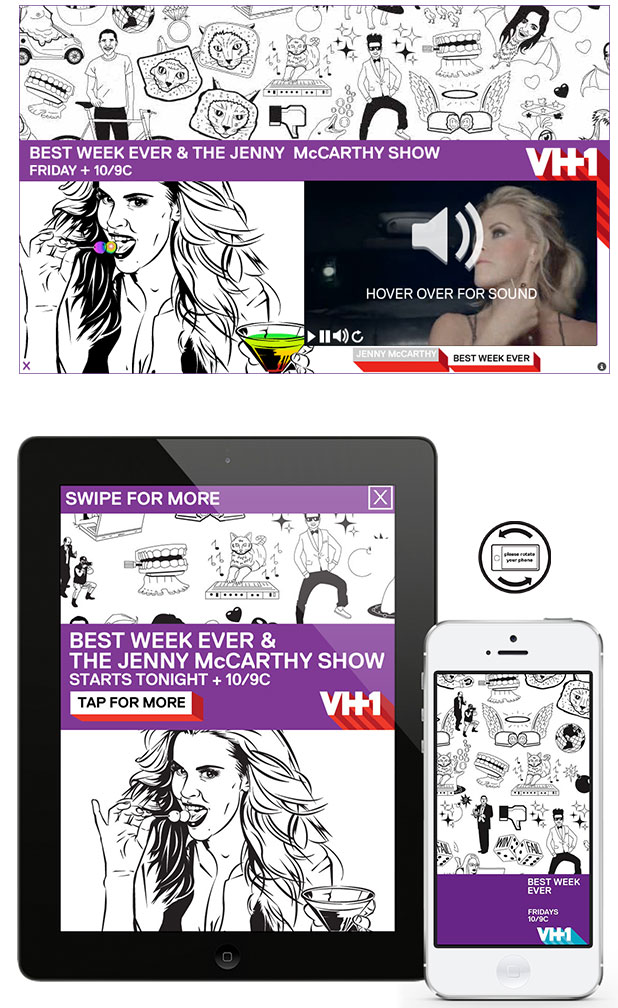 BEST WEEK EVER & THE JENNY McCARTHY SHOW
FRIDAY + 10/9C
VH1
HOVER OVER FOR SOUND
JENNY McCARTHY
BEST WEEK EVER
X
SWIPE FOR MORE
X
BEST WEEK EVER &
THE JENNY McCARTHY SHOW
STARTS TONIGHT + 10/9C
TAP FOR MORE
VH1
please rotate
your phone
WIN
FAIL
BEST WEEK
EVER
FRIDAYS
10/9C
VH1